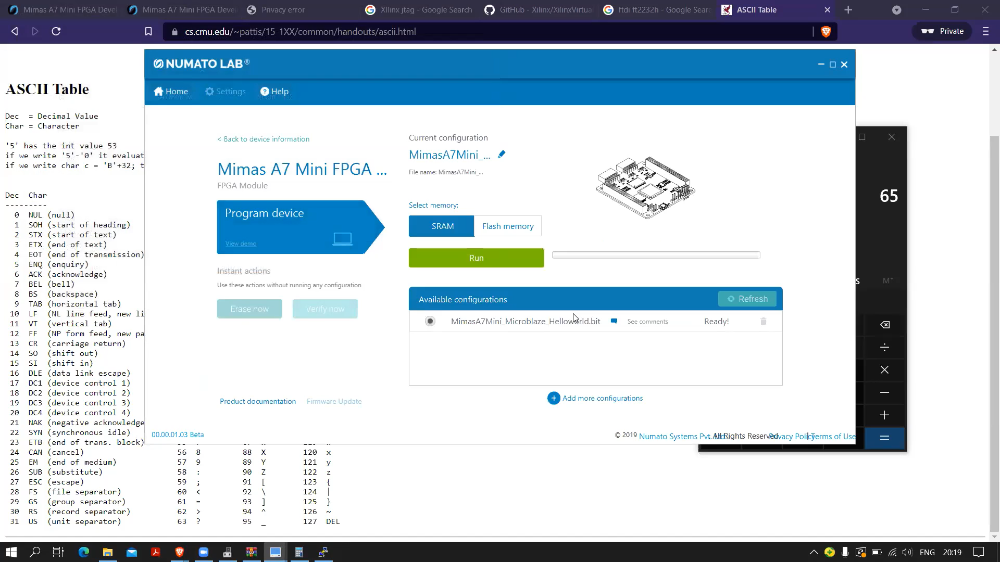 Mimas A7 Mini FPGA Devel
Mimas A7 Mini FPGA Devel
Privacy error
XIlinx jtag - Google Search
GitHub - Xilinx/XilinxVirtual
ftdi ft2232h - Google Searc
ASCII Table
cs.cmu.edu/~pattis/15-1XX/common/handouts/ascii.html
Private
ASCII Table
Dec = Decimal Value
Char = Character
'5' has the int value 53
if we write '5'-'0' it evaluat
if we write char c = 'B'+32; t
Dec Char
---------
0 NUL (null)
1 SOH (start of heading)
2 STX (start of text)
3 ETX (end of text)
4 EOT (end of transmission)
5 ENQ (enquiry)
6 ACK (acknowledge)
7 BEL (bell)
8 BS (backspace)
9 TAB (horizontal tab)
10 LF (NL line feed, new li
11 VT (vertical tab)
12 FF (NP form feed, new pa
13 CR (carriage return)
14 SO (shift out)
15 SI (shift in)
16 DLE (data link escape)
17 DC1 (device control 1)
18 DC2 (device control 2)
19 DC3 (device control 3)
20 DC4 (device control 4)
21 NAK (negative acknowledge
22 SYN (synchronous idle)
23 ETB (end of trans. block)
24 CAN (cancel) 56 8 88 X 120 x
25 EM (end of medium) 57 9 89 Y 121 y
26 SUB (substitute) 58 : 90 Z 122 z
27 ESC (escape) 59 ; 91 [ 123 {
28 FS (file separator) 60 < 92 \ 124 |
29 GS (group separator) 61 = 93 ] 125 }
30 RS (record separator) 62 > 94 ^ 126 ~
31 US (unit separator) 63 ? 95 _ 127 DEL
NUMATO LAB®
Home Settings Help
< Back to device information
Mimas A7 Mini FPGA ...
FPGA Module
Program device
View demo
Instant actions
Use these actions without running any configuration
Erase now Verify now
Product documentation Firmware Update
Current configuration
MimasA7Mini_...
File name: MimasA7Mini_...
Select memory:
SRAM Flash memory
Run
Available configurations Refresh
MimasA7Mini_Microblaze_Helloworld.bit See comments Ready!
+ Add more configurations
00.00.01.03 Beta
© 2019 Numato Systems Pvt. Ltd. All Rights Reserved. Privacy Policy | Terms of Use
65
s M
÷
×
−
+
=
ENG 20:19